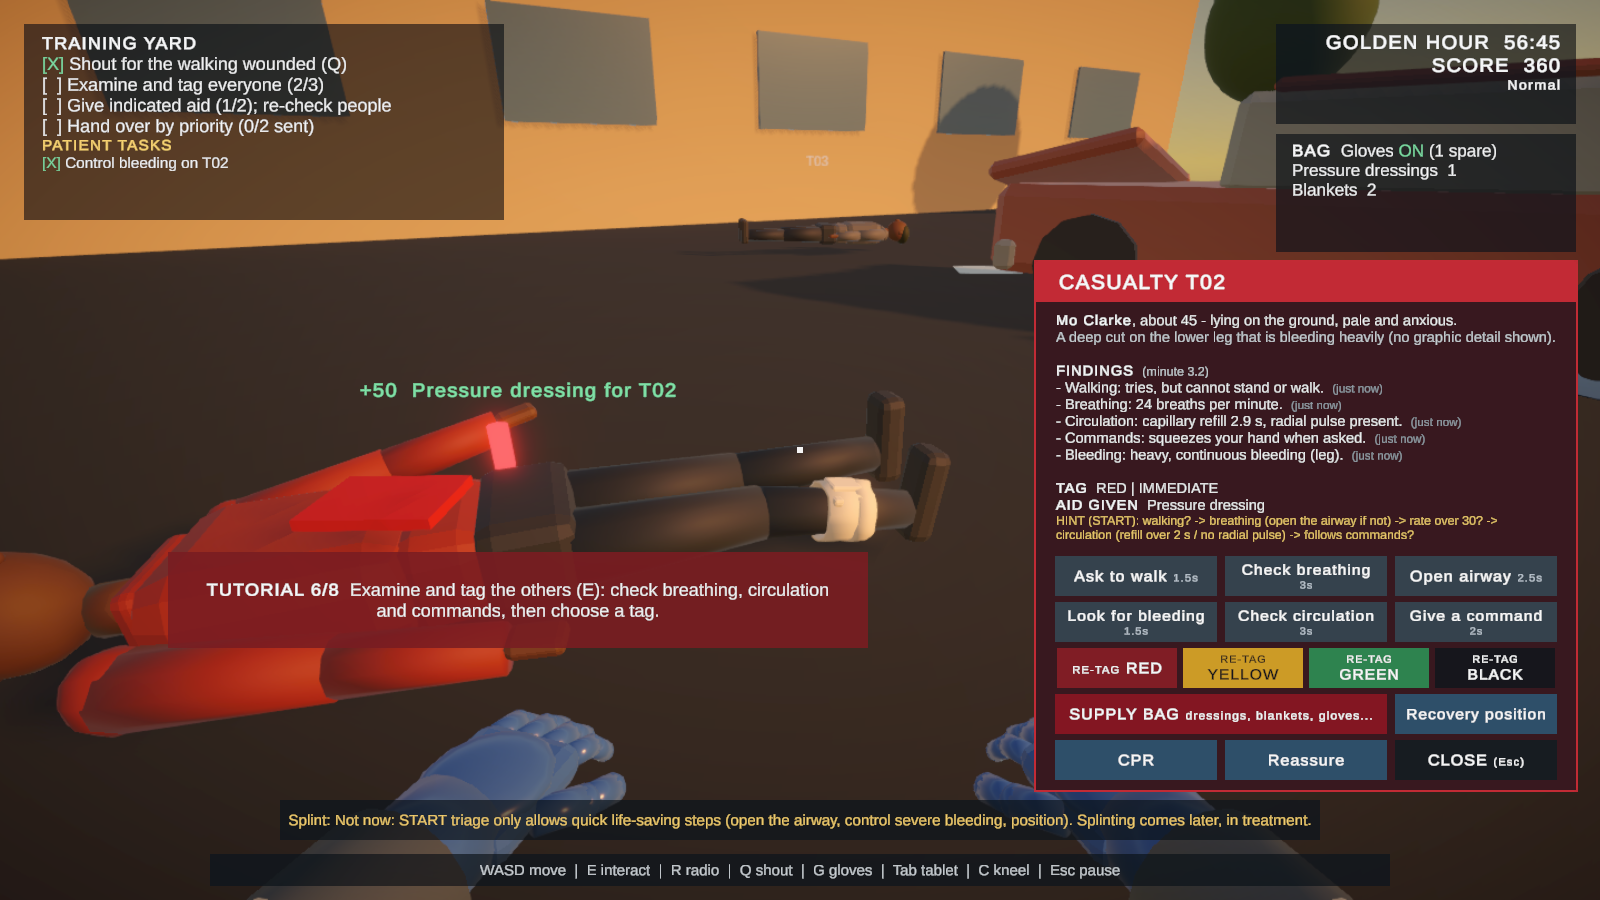 TRAINING YARD
[X] Shout for the walking wounded (Q)
[ ] Examine and tag everyone (2/3)
[ ] Give indicated aid (1/2); re-check people
[ ] Hand over by priority (0/2 sent)
PATIENT TASKS
[X] Control bleeding on T02
GOLDEN HOUR 56:45
SCORE 360
Normal
BAG Gloves ON (1 spare)
Pressure dressings 1
Blankets 2
T03
+50 Pressure dressing for T02
CASUALTY T02
Mo Clarke, about 45 - lying on the ground, pale and anxious.
A deep cut on the lower leg that is bleeding heavily (no graphic detail shown).
FINDINGS (minute 3.2)
- Walking: tries, but cannot stand or walk. (just now)
- Breathing: 24 breaths per minute. (just now)
- Circulation: capillary refill 2.9 s, radial pulse present. (just now)
- Commands: squeezes your hand when asked. (just now)
- Bleeding: heavy, continuous bleeding (leg). (just now)
TAG RED | IMMEDIATE
AID GIVEN Pressure dressing
HINT (START): walking? -> breathing (open the airway if not) -> rate over 30? ->
circulation (refill over 2 s / no radial pulse) -> follows commands?
Ask to walk 1.5s
Check breathing
3s
Open airway 2.5s
Look for bleeding
1.5s
Check circulation
3s
Give a command
2s
RE-TAG RED
RE-TAG
YELLOW
RE-TAG
GREEN
RE-TAG
BLACK
SUPPLY BAG dressings, blankets, gloves...
Recovery position
CPR
Reassure
CLOSE (Esc)
TUTORIAL 6/8 Examine and tag the others (E): check breathing, circulation
and commands, then choose a tag.
Splint: Not now: START triage only allows quick life-saving steps (open the airway, control severe bleeding, position). Splinting comes later, in treatment.
WASD move | E interact | R radio | Q shout | G gloves | Tab tablet | C kneel | Esc pause